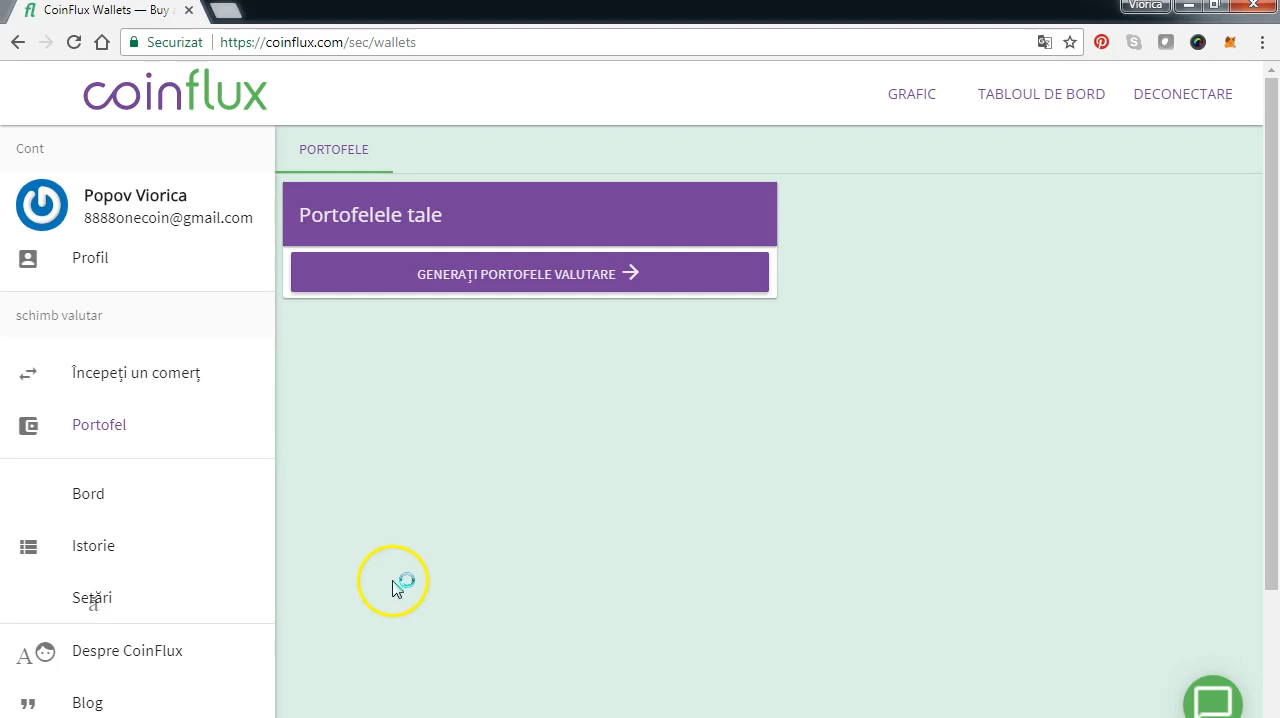 CoinFlux Wallets — Buy
Viorica
Securizat
https://coinflux.com/sec/wallets
coinflux
GRAFIC
TABLOUL DE BORD
DECONECTARE
Cont
PORTOFELE
Popov Viorica
8888onecoin@gmail.com
Portofelele tale
Profil
GENERAȚI PORTOFELE VALUTARE
schimb valutar
Începeți un comerț
Portofel
Bord
Istorie
Setări
Despre CoinFlux
Blog